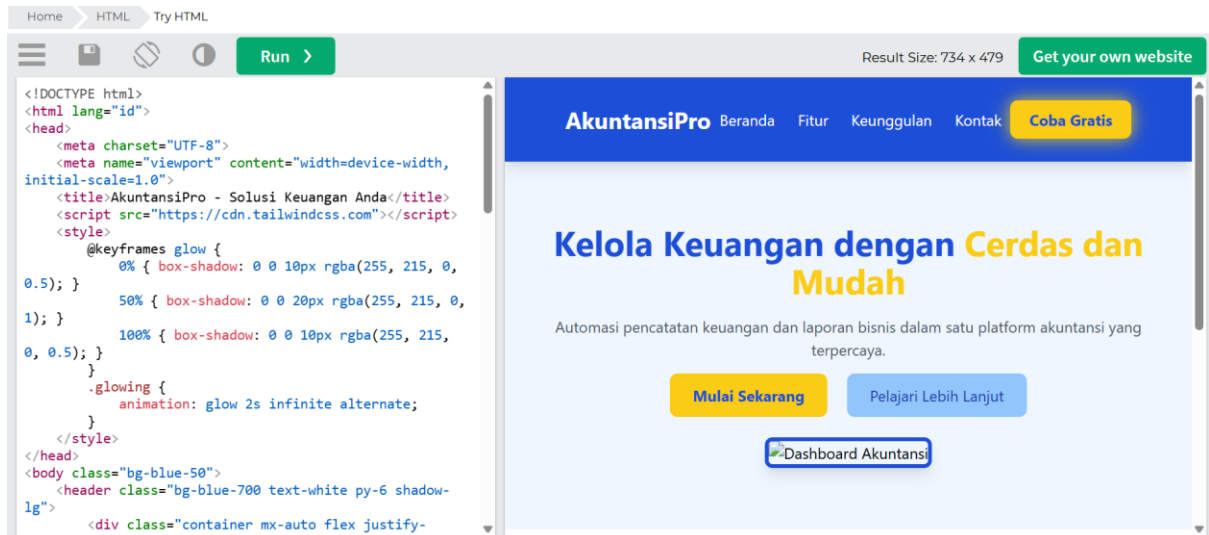 Home HTML Try HTML
Run ❯
Result Size: 734 x 479
Get your own website
<!DOCTYPE html>
<html lang="id">
<head>
    <meta charset="UTF-8">
    <meta name="viewport" content="width=device-width,
initial-scale=1.0">
    <title>AkuntansiPro - Solusi Keuangan Anda</title>
    <script src="https://cdn.tailwindcss.com"></script>
    <style>
        @keyframes glow {
            0% { box-shadow: 0 0 10px rgba(255, 215, 0,
0.5); }
            50% { box-shadow: 0 0 20px rgba(255, 215, 0,
1); }
            100% { box-shadow: 0 0 10px rgba(255, 215,
0, 0.5); }
        }
        .glowing {
            animation: glow 2s infinite alternate;
        }
    </style>
</head>
<body class="bg-blue-50">
    <header class="bg-blue-700 text-white py-6 shadow-
lg">
        <div class="container mx-auto flex justify-
AkuntansiPro Beranda Fitur Keunggulan Kontak Coba Gratis
Kelola Keuangan dengan Cerdas dan
Mudah
Automasi pencatatan keuangan dan laporan bisnis dalam satu platform akuntansi yang
terpercaya.
Mulai Sekarang Pelajari Lebih Lanjut
Dashboard Akuntansi